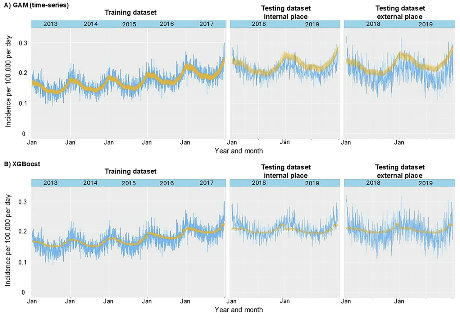 A) GAM (time-series)
Training dataset
Testing dataset
internal place
Testing dataset
external place
2013 2014 2015 2016 2017 2018 2019 2018 2019
Incidence per 100,000 per day
0.3
0.2
0.1
0
Jan Jan Jan Jan Jan Jan Jan Jan Jan
Year and month
B) XGBoost
Training dataset
Testing dataset
internal place
Testing dataset
external place
2013 2014 2015 2016 2017 2018 2019 2018 2019
Incidence per 100,000 per day
0.3
0.2
0.1
0
Jan Jan Jan Jan Jan Jan Jan Jan Jan
Year and month